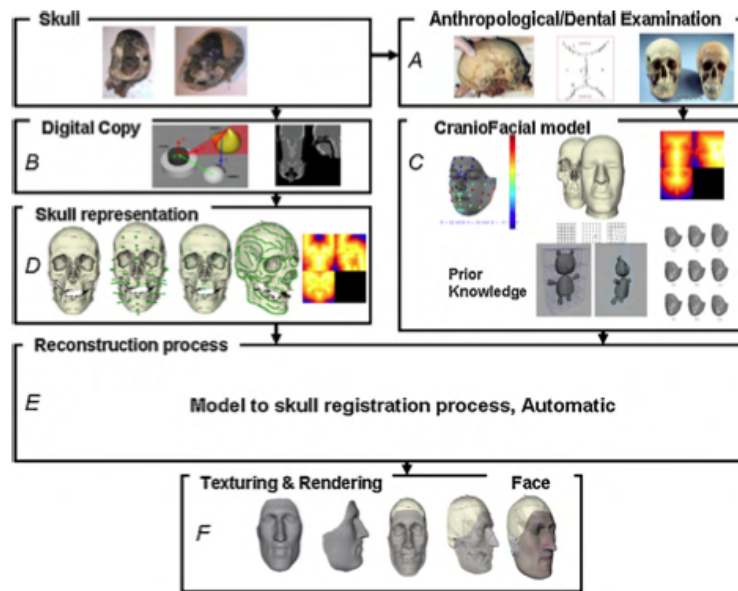 Skull
Anthropological/Dental Examination
A
Digital Copy
B
CranioFacial model
C
Skull representation
D
Prior
Knowledge
Reconstruction process
E
Model to skull registration process, Automatic
Texturing & Rendering
Face
F